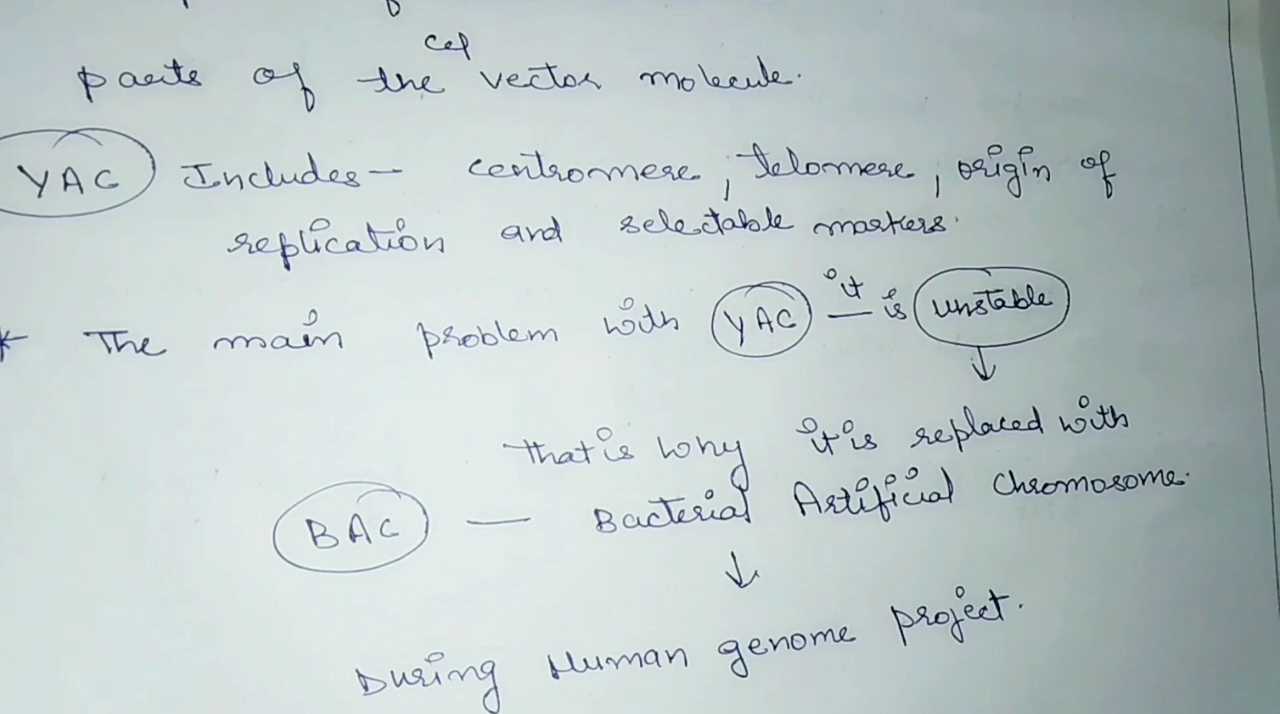 cep
parts of the vector molecule.
YAC Includes— centromere, telomere, origin of
replication and selectable markers.
* The main problem with YAC — it is unstable
↓
that is why it is replaced with
BAC — Bacterial Artificial Chromosome.
↓
During Human genome project.